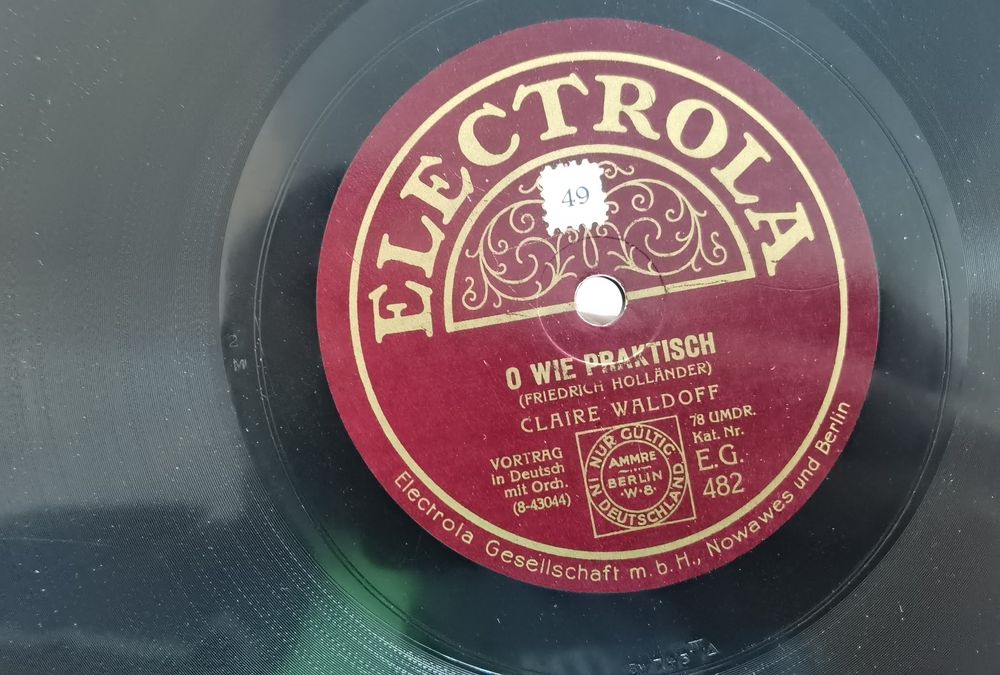 ELECTROLA
49
O WIE PRAKTISCH
(FRIEDRICH HOLLÄNDER)
CLAIRE WALDOFF
VORTRAG
in Deutsch
mit Orch.
(8-43044)
NUR GÜLTIG
IN DEUTSCHLAND
AMMRE
BERLIN
·W·8·
78 UMDR.
Kat. Nr.
E.G.
482
Electrola Gesellschaft m.b.H., Nowawes und Berlin
2
M